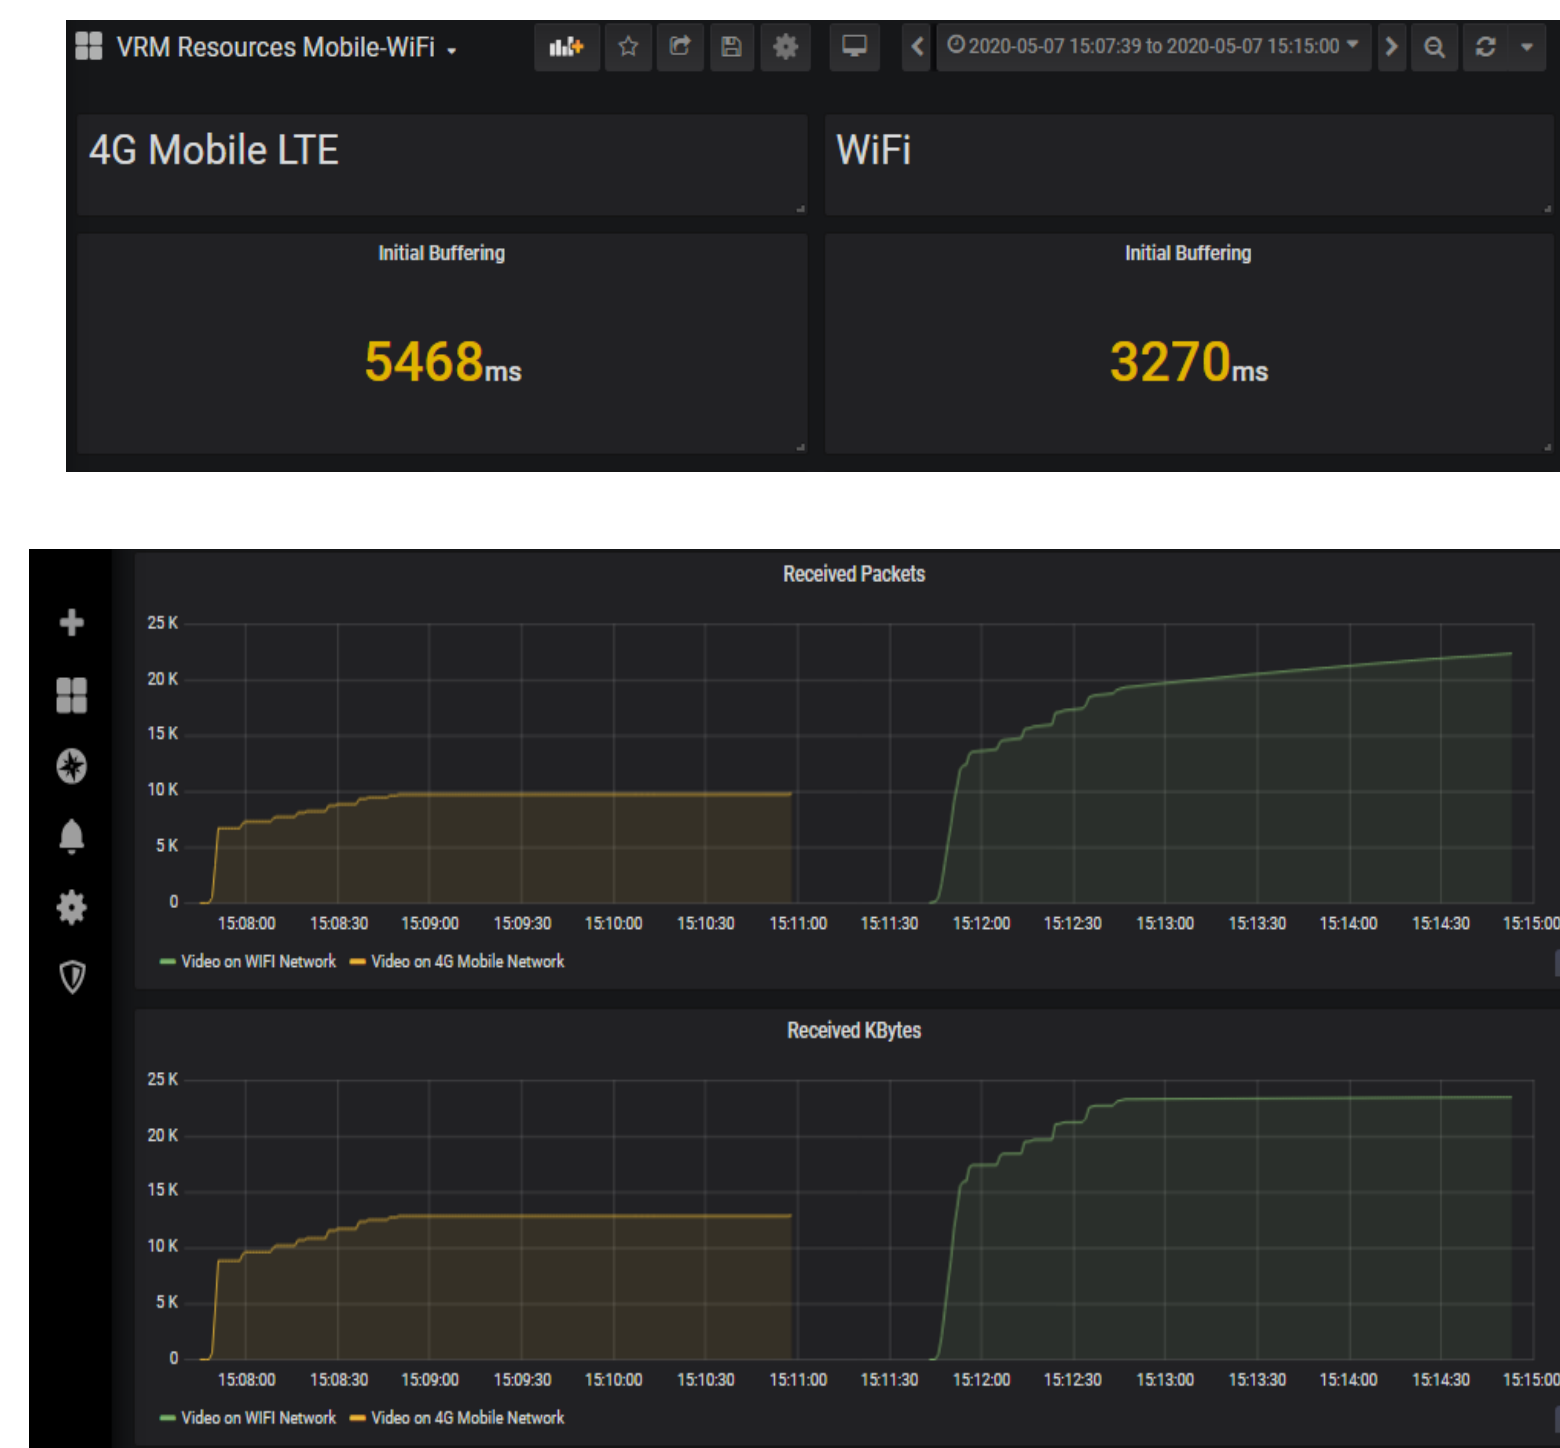 VRM Resources Mobile-WiFi
2020-05-07 15:07:39 to 2020-05-07 15:15:00
4G Mobile LTE
WiFi
Initial Buffering
Initial Buffering
5468ms
3270ms
Received Packets
25 K
20 K
15 K
10 K
5 K
0
15:08:00 15:08:30 15:09:00 15:09:30 15:10:00 15:10:30 15:11:00 15:11:30 15:12:00 15:12:30 15:13:00 15:13:30 15:14:00 15:14:30 15:15:00
Video on WIFI Network Video on 4G Mobile Network
Received KBytes
25 K
20 K
15 K
10 K
5 K
0
15:08:00 15:08:30 15:09:00 15:09:30 15:10:00 15:10:30 15:11:00 15:11:30 15:12:00 15:12:30 15:13:00 15:13:30 15:14:00 15:14:30 15:15:00
Video on WIFI Network Video on 4G Mobile Network